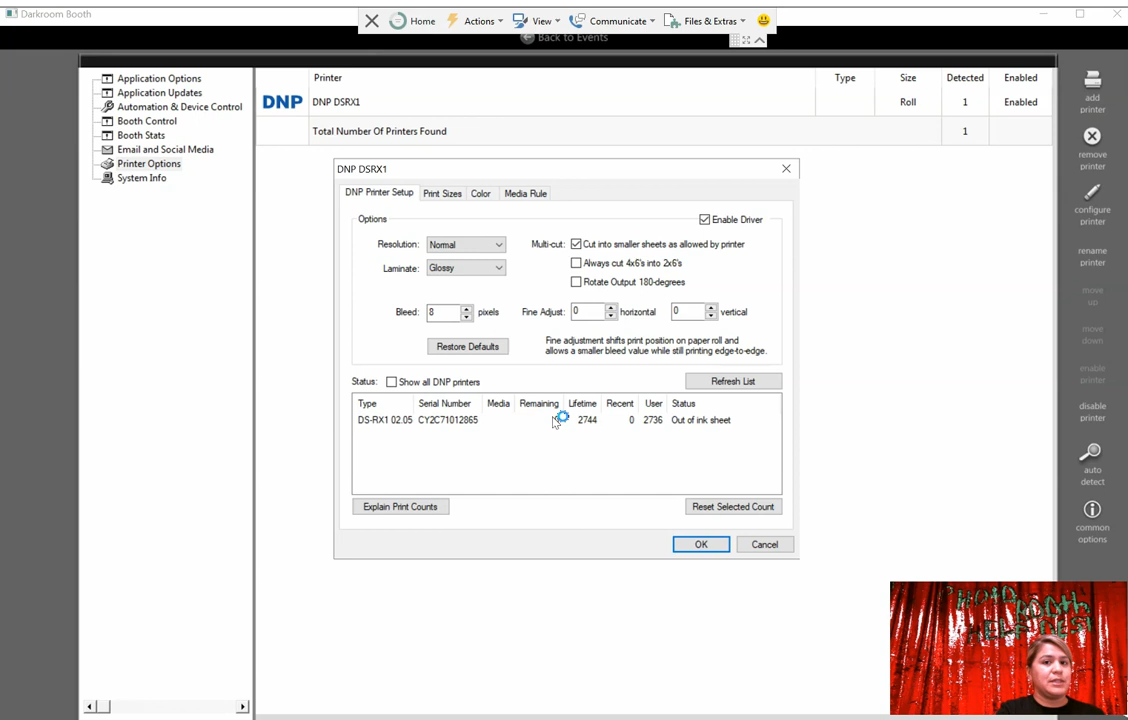 Darkroom Booth
Home Actions View Communicate Files & Extras
Back to Events
Application Options
Application Updates
Automation & Device Control
Booth Control
Booth Stats
Email and Social Media
Printer Options
System Info
Printer Type Size Detected Enabled
DNP DNP DSRX1 Roll 1 Enabled
Total Number Of Printers Found 1
add printer
remove printer
configure printer
rename printer
move up
move down
enable printer
disable printer
auto detect
common options
DNP DSRX1
DNP Printer Setup Print Sizes Color Media Rule
Options Enable Driver
Resolution: Normal Multi-cut: Cut into smaller sheets as allowed by printer
Laminate: Glossy Always cut 4x6's into 2x6's
Rotate Output 180-degrees
Bleed: 8 pixels Fine Adjust: 0 horizontal 0 vertical
Restore Defaults
Fine adjustment shifts print position on paper roll and
allows a smaller bleed value while still printing edge-to-edge.
Status: Show all DNP printers Refresh List
Type Serial Number Media Remaining Lifetime Recent User Status
DS-RX1 02.05 CY2C71012865 2744 0 2736 Out of ink sheet
Explain Print Counts Reset Selected Count
OK Cancel